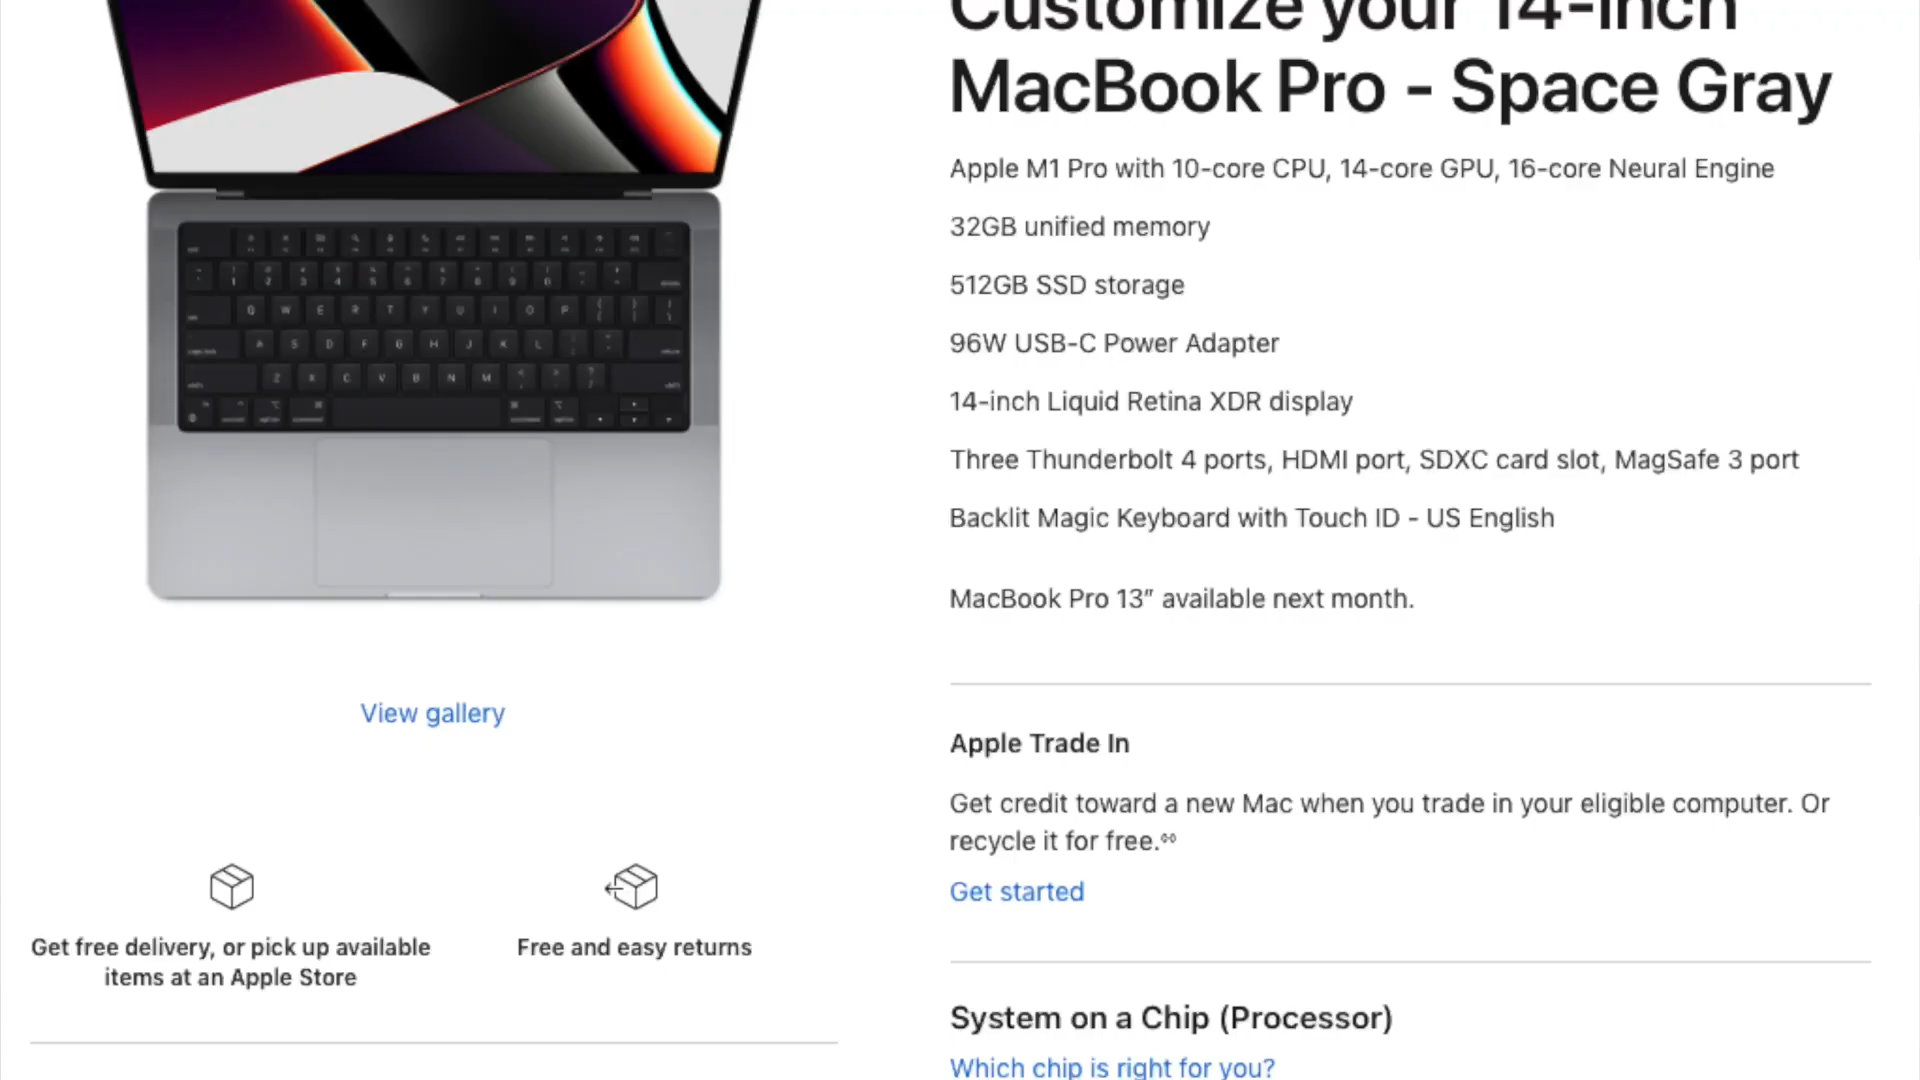 Customize your 14-inch
MacBook Pro - Space Gray
Apple M1 Pro with 10-core CPU, 14-core GPU, 16-core Neural Engine
32GB unified memory
512GB SSD storage
96W USB-C Power Adapter
14-inch Liquid Retina XDR display
Three Thunderbolt 4 ports, HDMI port, SDXC card slot, MagSafe 3 port
Backlit Magic Keyboard with Touch ID - US English
MacBook Pro 13″ available next month.
View gallery
Apple Trade In
Get credit toward a new Mac when you trade in your eligible computer. Or
recycle it for free.
Get started
Get free delivery, or pick up available
items at an Apple Store
Free and easy returns
System on a Chip (Processor)
Which chip is right for you?
Q W E R T Y U I O P
A S D F G H J K L
Z X C V B N M